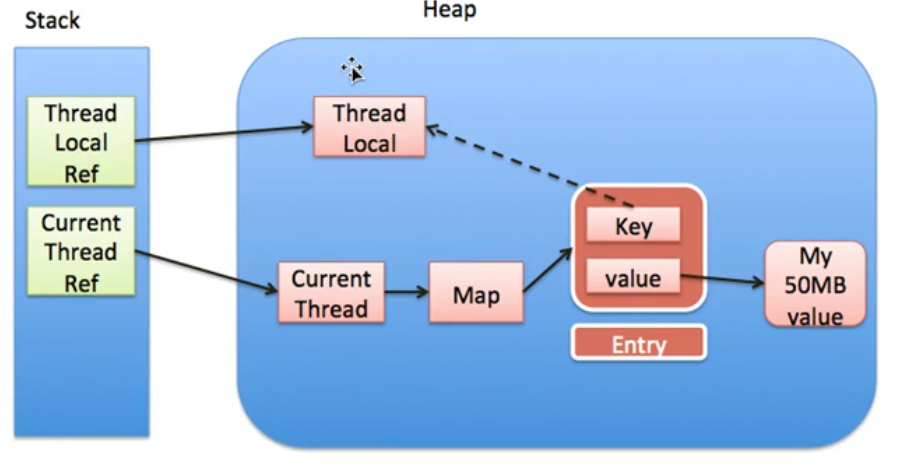 Stack
Heap
Thread
Local
Ref
Thread
Local
Current
Thread
Ref
Key
value
Current
Thread
Map
My
50MB
value
Entry